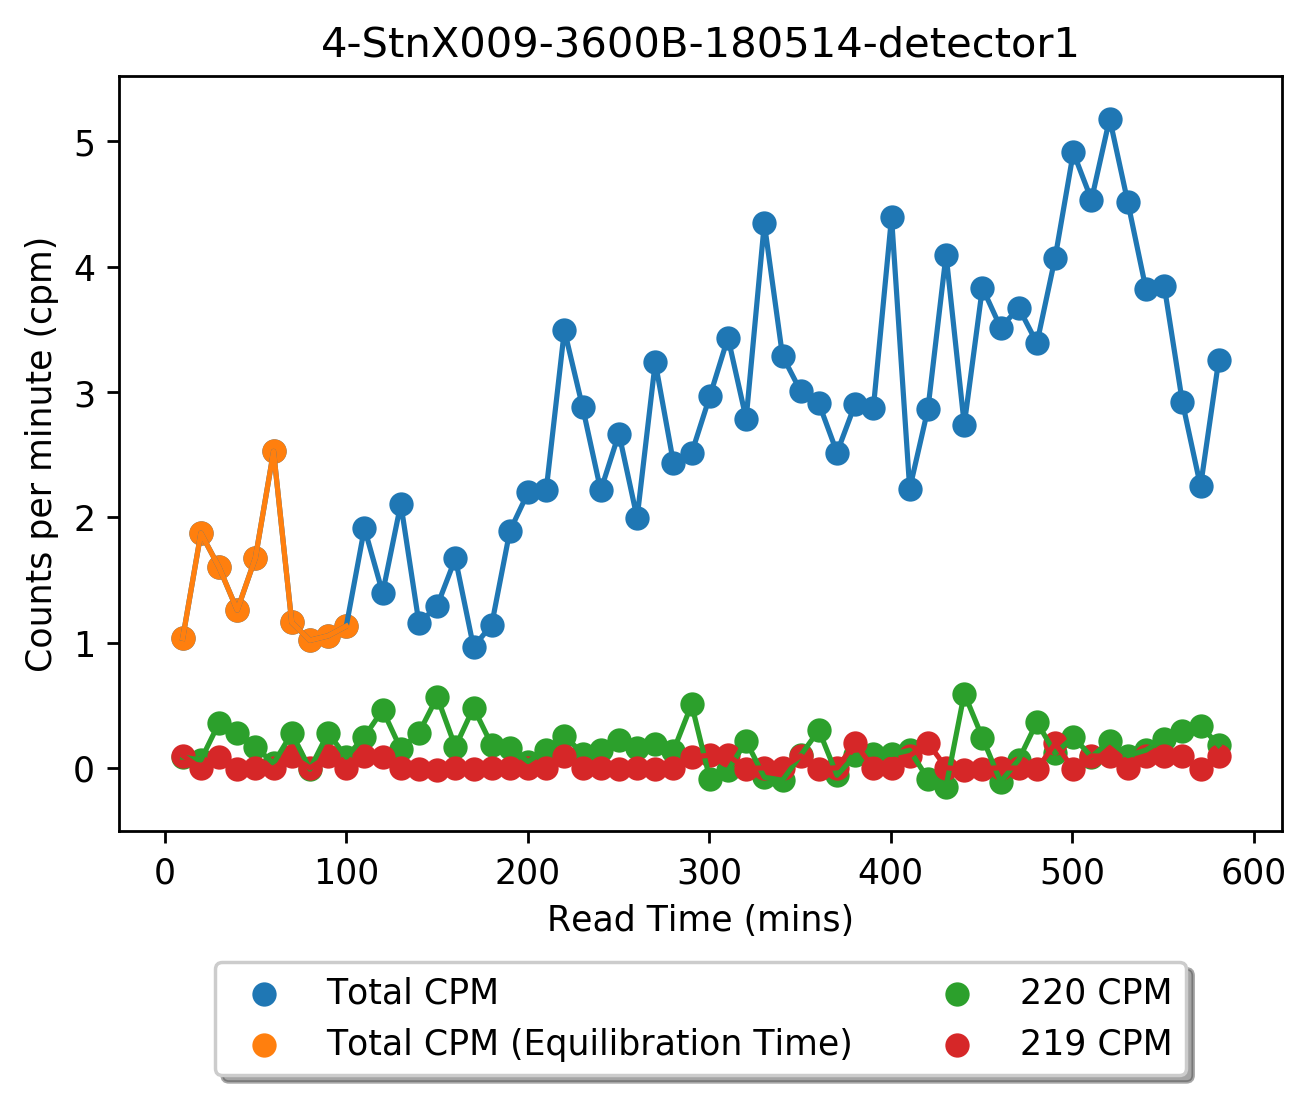 4-StnX009-3600B-180514-detector1
5
4
3
2
1
0
Counts per minute (cpm)
0 100 200 300 400 500 600
Read Time (mins)
Total CPM 220 CPM
Total CPM (Equilibration Time) 219 CPM